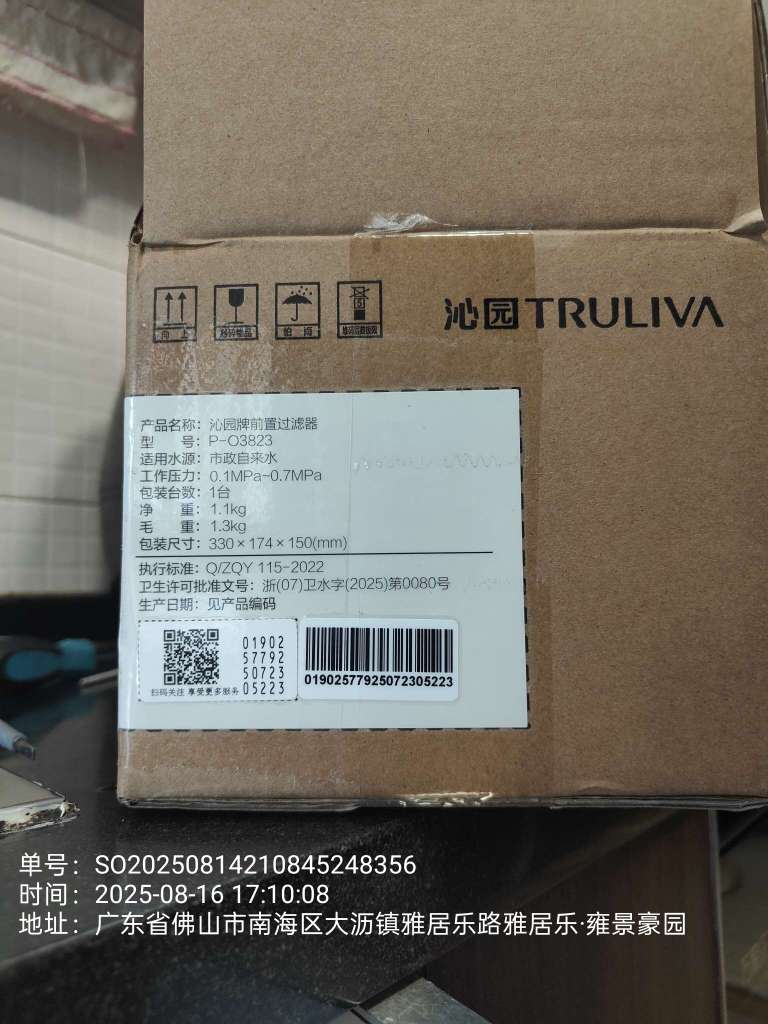 向上
怕 海
5
沁园TRULIVA
产品名称：沁园牌前置过滤器
型 号：P-O3823
适用水源：市政自来水
工作压力：0.1MPa~0.7MPa
包装台数：1台
净 重：1.1kg
毛 重：1.3kg
包装尺寸：330×174×150(mm)
执行标准：Q/ZQY 115-2022
卫生许可批准文号：浙(07)卫水字(2025)第0080号
生产日期：见产品编码
01902
57792
50723
05223
扫码关注 享受更多服务
01902577925072305223
单号：SO20250814210845248356
时间：2025-08-16 17:10:08
地址：广东省佛山市南海区大沥镇雅居乐路雅居乐·雍景豪园